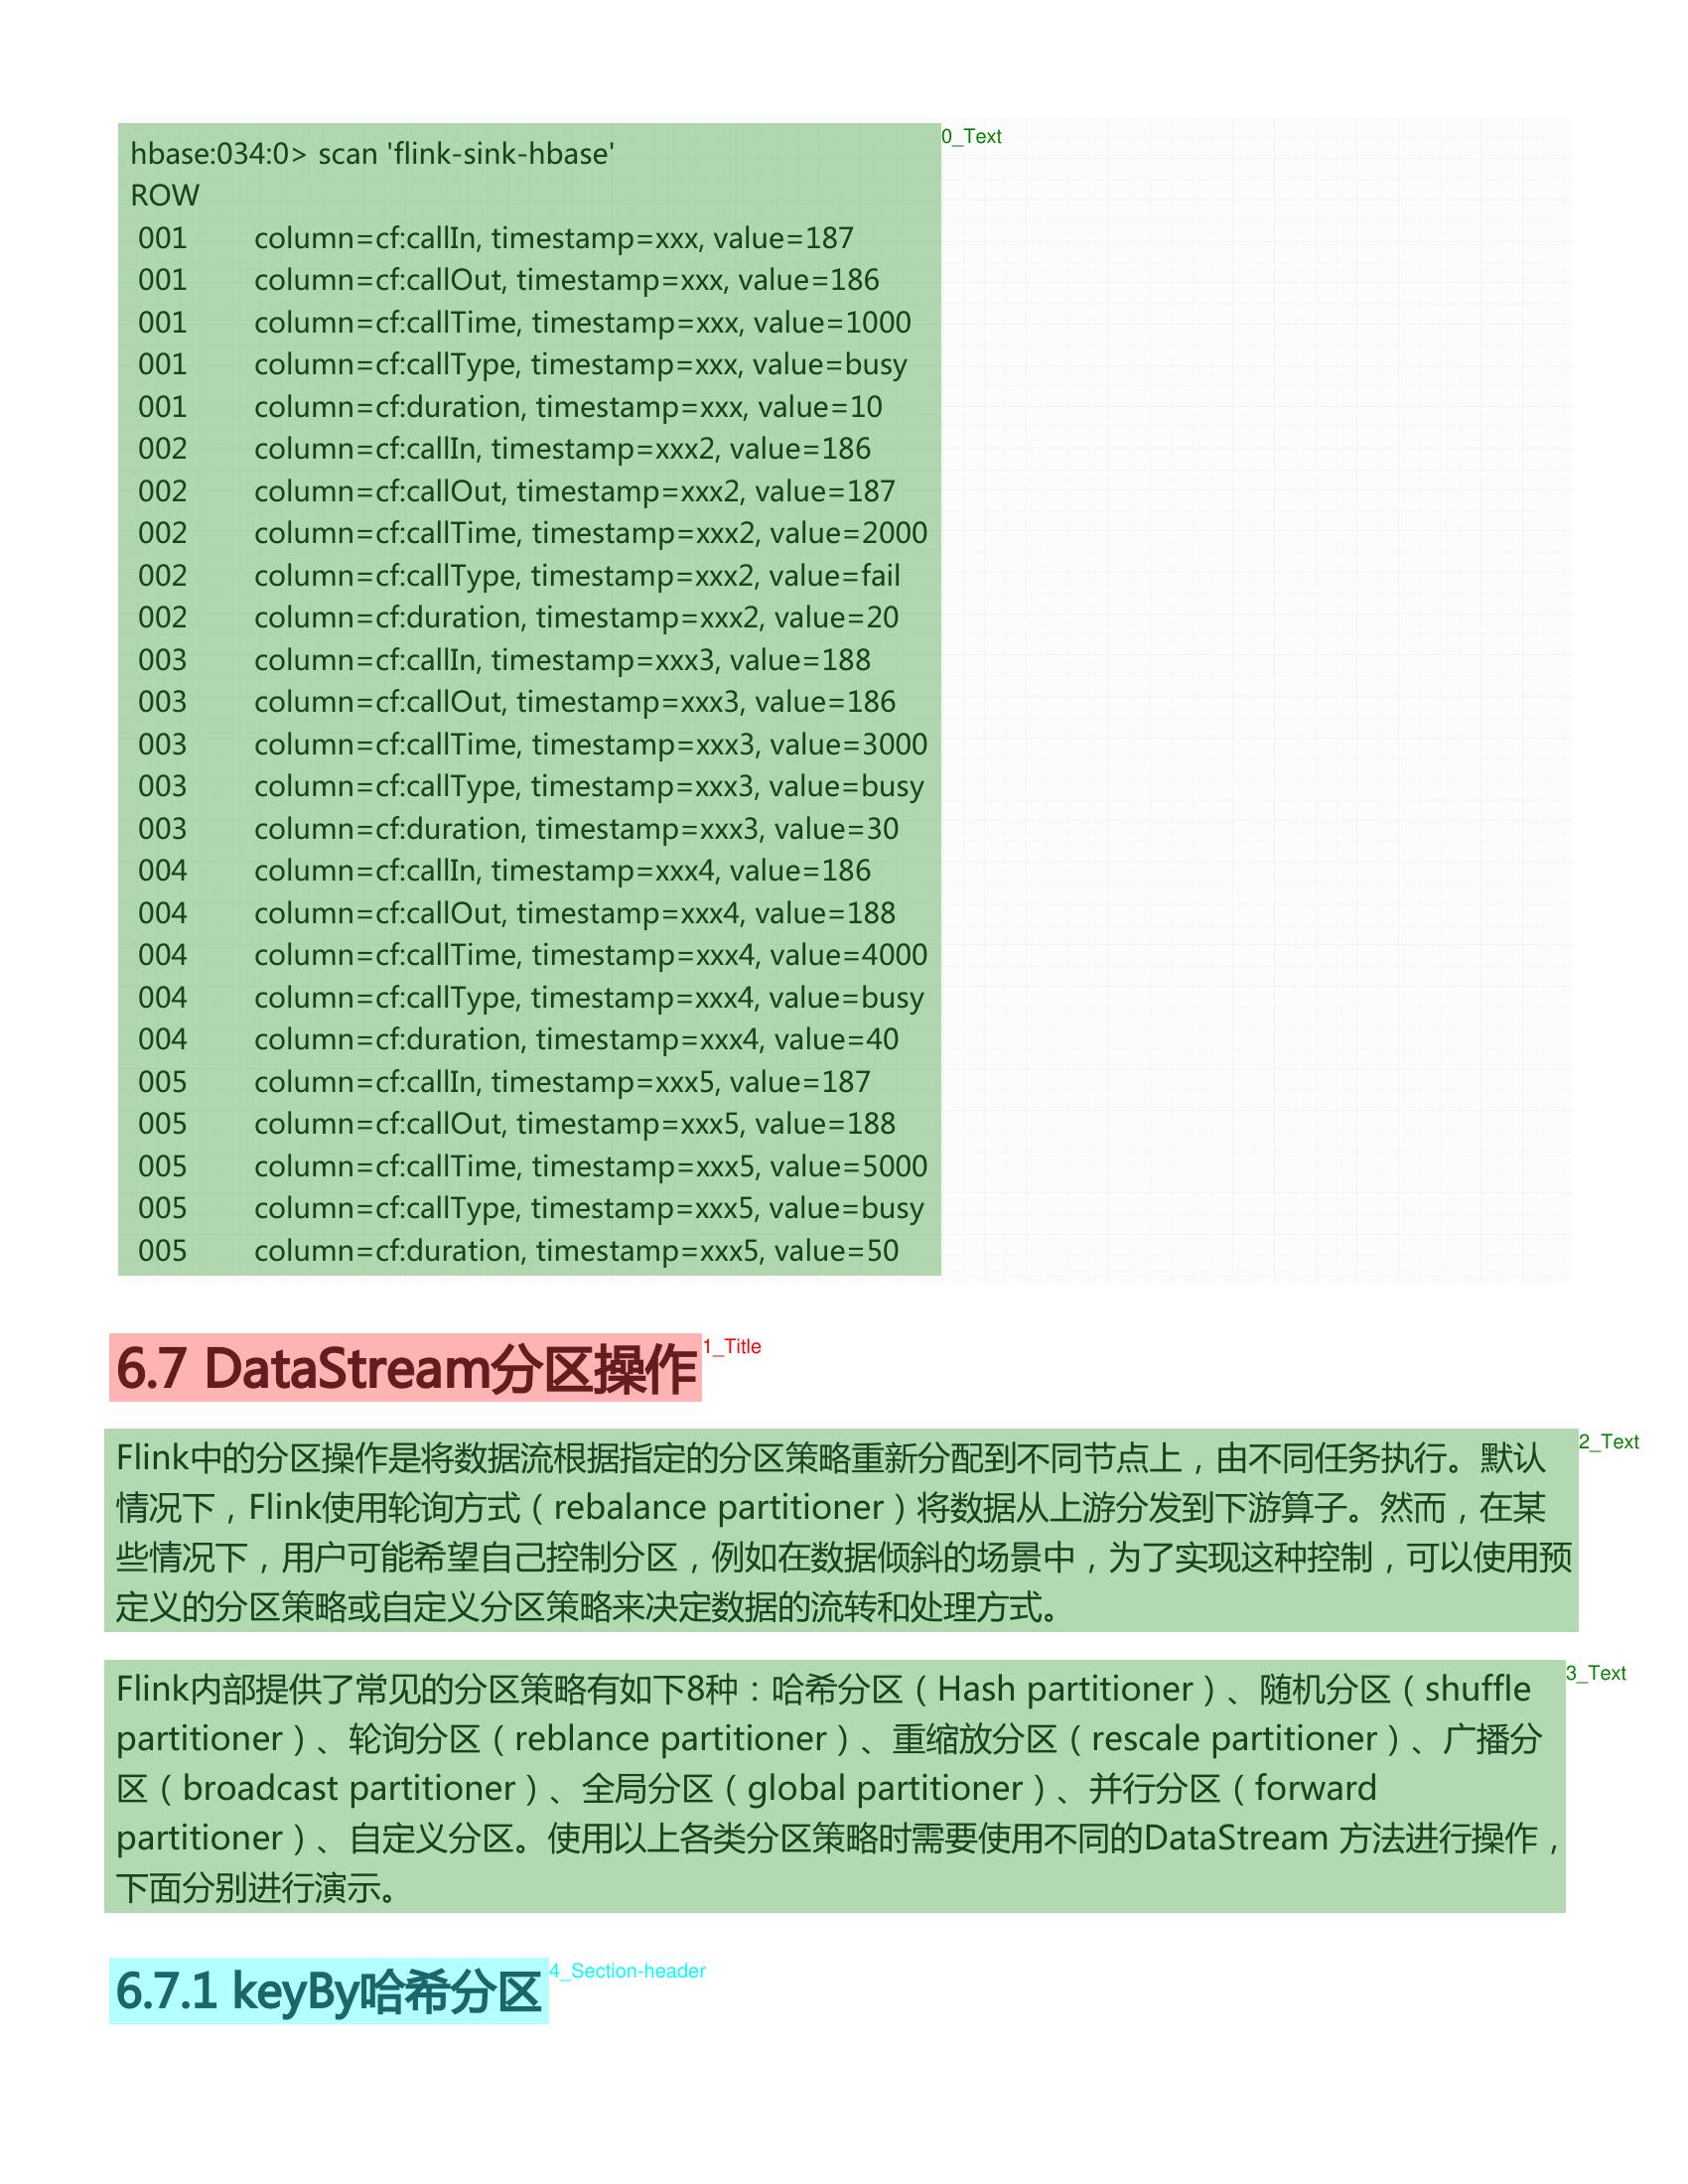 hbase:034:0> scan 'flink-sink-hbase'
0_Text
ROW
001 column=cf:callIn, timestamp=xxx, value=187
001 column=cf:callOut, timestamp=xxx, value=186
001 column=cf:callTime, timestamp=xxx, value=1000
001 column=cf:callType, timestamp=xxx, value=busy
001 column=cf:duration, timestamp=xxx, value=10
002 column=cf:callIn, timestamp=xxx2, value=186
002 column=cf:callOut, timestamp=xxx2, value=187
002 column=cf:callTime, timestamp=xxx2, value=2000
002 column=cf:callType, timestamp=xxx2, value=fail
002 column=cf:duration, timestamp=xxx2, value=20
003 column=cf:callIn, timestamp=xxx3, value=188
003 column=cf:callOut, timestamp=xxx3, value=186
003 column=cf:callTime, timestamp=xxx3, value=3000
003 column=cf:callType, timestamp=xxx3, value=busy
003 column=cf:duration, timestamp=xxx3, value=30
004 column=cf:callIn, timestamp=xxx4, value=186
004 column=cf:callOut, timestamp=xxx4, value=188
004 column=cf:callTime, timestamp=xxx4, value=4000
004 column=cf:callType, timestamp=xxx4, value=busy
004 column=cf:duration, timestamp=xxx4, value=40
005 column=cf:callIn, timestamp=xxx5, value=187
005 column=cf:callOut, timestamp=xxx5, value=188
005 column=cf:callTime, timestamp=xxx5, value=5000
005 column=cf:callType, timestamp=xxx5, value=busy
005 column=cf:duration, timestamp=xxx5, value=50
6.7 DataStream分区操作
1_Title
Flink中的分区操作是将数据流根据指定的分区策略重新分配到不同节点上，由不同任务执行。默认
2_Text
情况下，Flink使用轮询方式（rebalance partitioner）将数据从上游分发到下游算子。然而，在某
些情况下，用户可能希望自己控制分区，例如在数据倾斜的场景中，为了实现这种控制，可以使用预
定义的分区策略或自定义分区策略来决定数据的流转和处理方式。
Flink内部提供了常见的分区策略有如下8种：哈希分区（Hash partitioner）、随机分区（shuffle
3_Text
partitioner）、轮询分区（reblance partitioner）、重缩放分区（rescale partitioner）、广播分
区（broadcast partitioner）、全局分区（global partitioner）、并行分区（forward
partitioner）、自定义分区。使用以上各类分区策略时需要使用不同的DataStream 方法进行操作，
下面分别进行演示。
6.7.1 keyBy哈希分区
4_Section-header